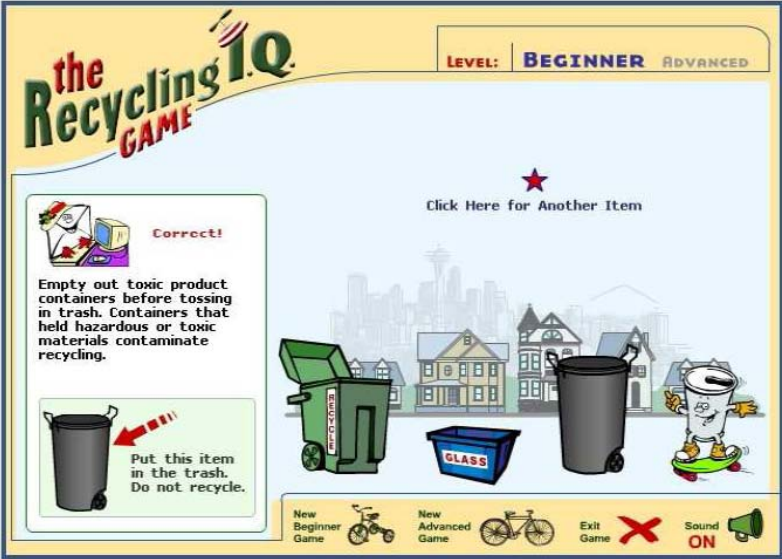 the
Recycling I.Q.
GAME
LEVEL: BEGINNER ADVANCED
Click Here for Another Item
Correct!
Empty out toxic product
containers before tossing
in trash. Containers that
held hazardous or toxic
materials contaminate
recycling.
Put this item
in the trash.
Do not recycle.
RECYCLE
GLASS
New
Beginner
Game
New
Advanced
Game
Exit
Game
Sound
ON